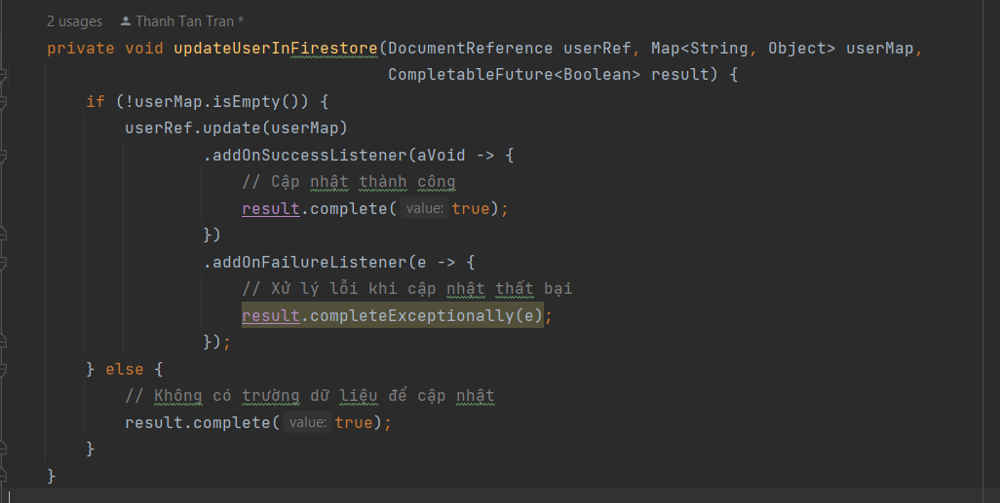 2 usages Thanh Tan Tran *
private void updateUserInFirestore(DocumentReference userRef, Map<String, Object> userMap,
CompletableFuture<Boolean> result) {
if (!userMap.isEmpty()) {
userRef.update(userMap)
.addOnSuccessListener(aVoid -> {
// Cập nhật thành công
result.complete( value: true);
})
.addOnFailureListener(e -> {
// Xử lý lỗi khi cập nhật thất bại
result.completeExceptionally(e);
});
} else {
// Không có trường dữ liệu để cập nhật
result.complete( value: true);
}
}